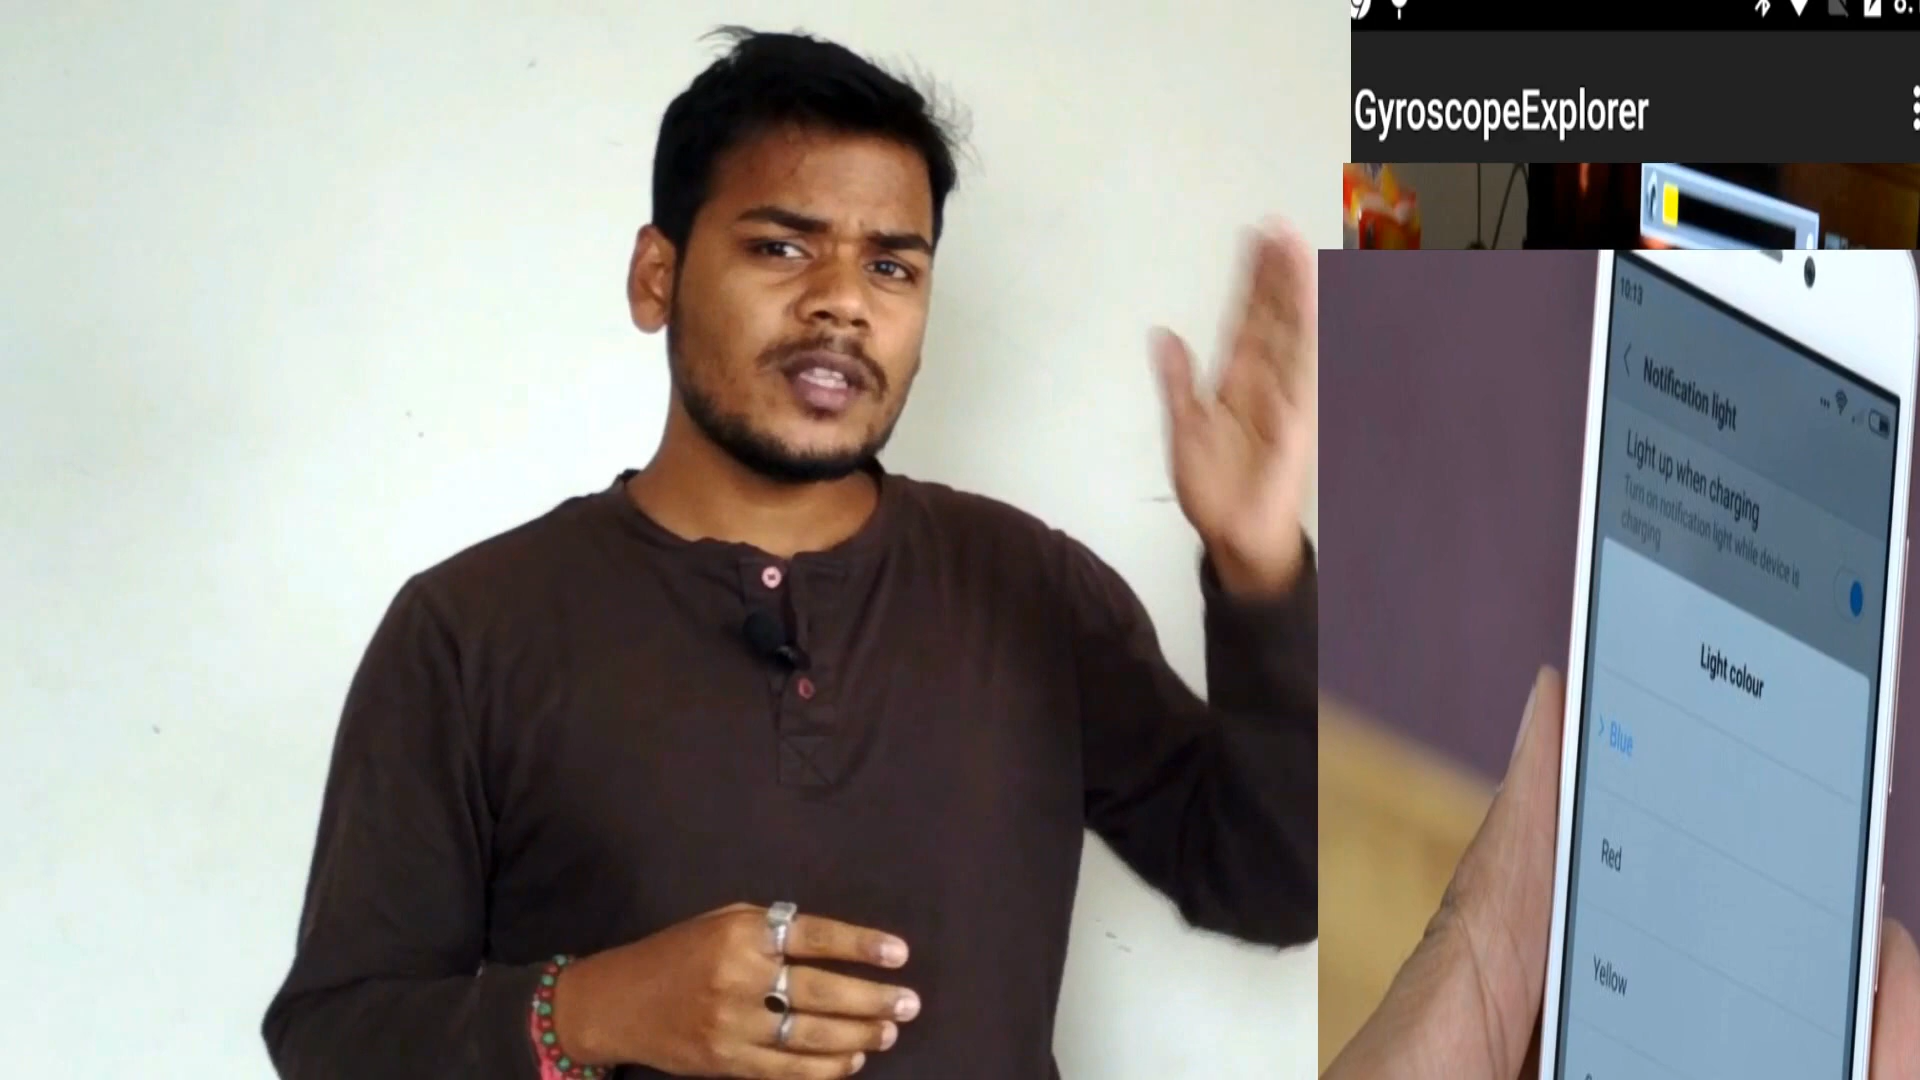 GyroscopeExplorer
10:13
Notification light
Light up when charging
Turn on notification light while device is
charging
Light colour
Blue
Red
Yellow